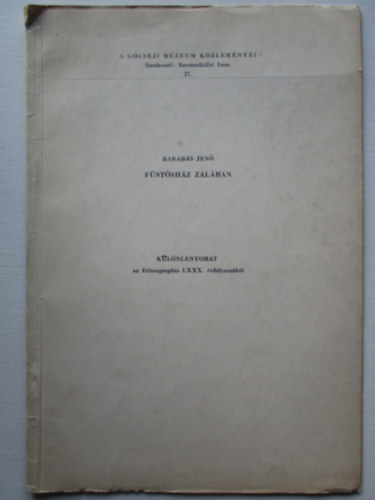 A GÖCSEJI MÚZEUM KÖZLEMÉNYEI
Szerkeszti: Szentmihályi Imre
27.
BARABÁS JENŐ
FÜSTÖSHÁZ ZALÁBAN
KÜLÖNLENYOMAT
az Ethnographia LXXX. évfolyamából